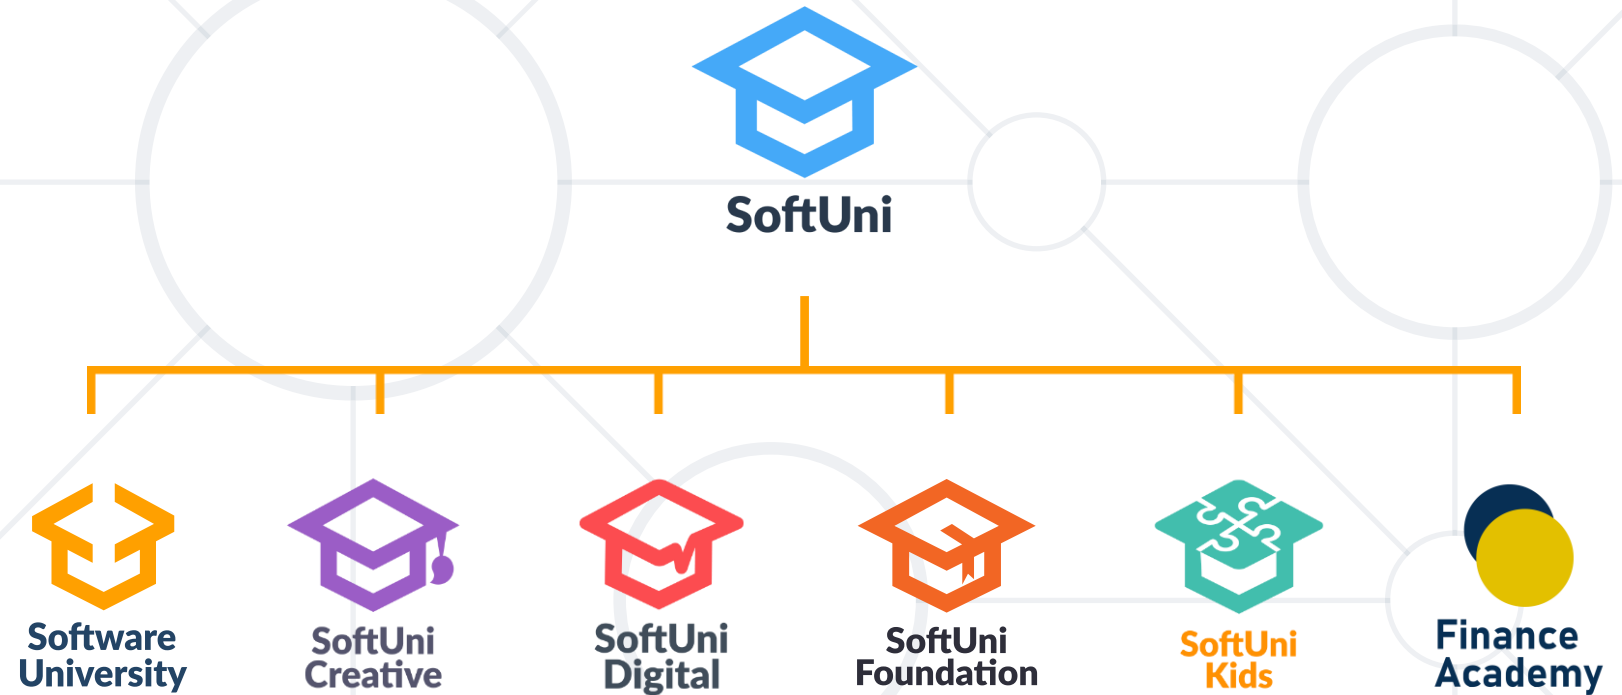 SoftUni
Software
University
SoftUni
Creative
SoftUni
Digital
SoftUni
Foundation
SoftUni
Kids
Finance
Academy